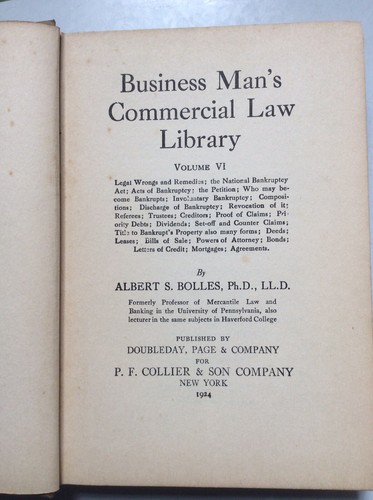 Business Man's
Commercial Law
Library
VOLUME VI
Legal Wrongs and Remedies; the National Bankruptcy
Act; Acts of Bankruptcy; the Petition; Who may be-
come Bankrupts; Involuntary Bankruptcy; Composi-
tions; Discharge of Bankruptcy; Revocation of it;
Referees; Trustees; Creditors; Proof of Claims; Pri-
ority Debts; Dividends; Set-off and Counter Claims;
Title to Bankrupt's Property also many forms; Deeds;
Leases; Bills of Sale; Powers of Attorney; Bonds;
Letters of Credit; Mortgages; Agreements.
By
ALBERT S. BOLLES, Ph.D., LL.D.
Formerly Professor of Mercantile Law and
Banking in the University of Pennsylvania, also
lecturer in the same subjects in Haverford College
PUBLISHED BY
DOUBLEDAY, PAGE & COMPANY
FOR
P. F. COLLIER & SON COMPANY
NEW YORK
1924